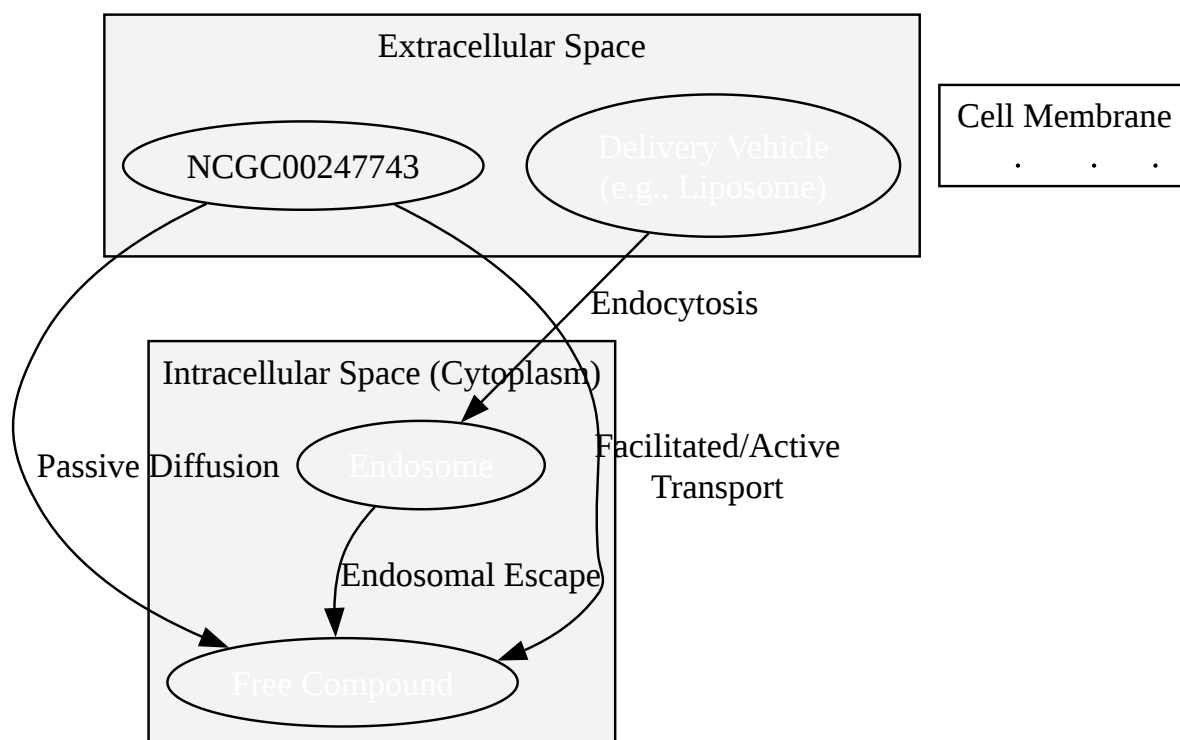 Extracellular Space
Cell Membrane
. . .
NCGC00247743
Delivery Vehicle
(e.g., Liposome)
Endocytosis
Intracellular Space (Cytoplasm)
Passive Diffusion
Endosome
Facilitated/Active
Transport
Endosomal Escape
Free Compound